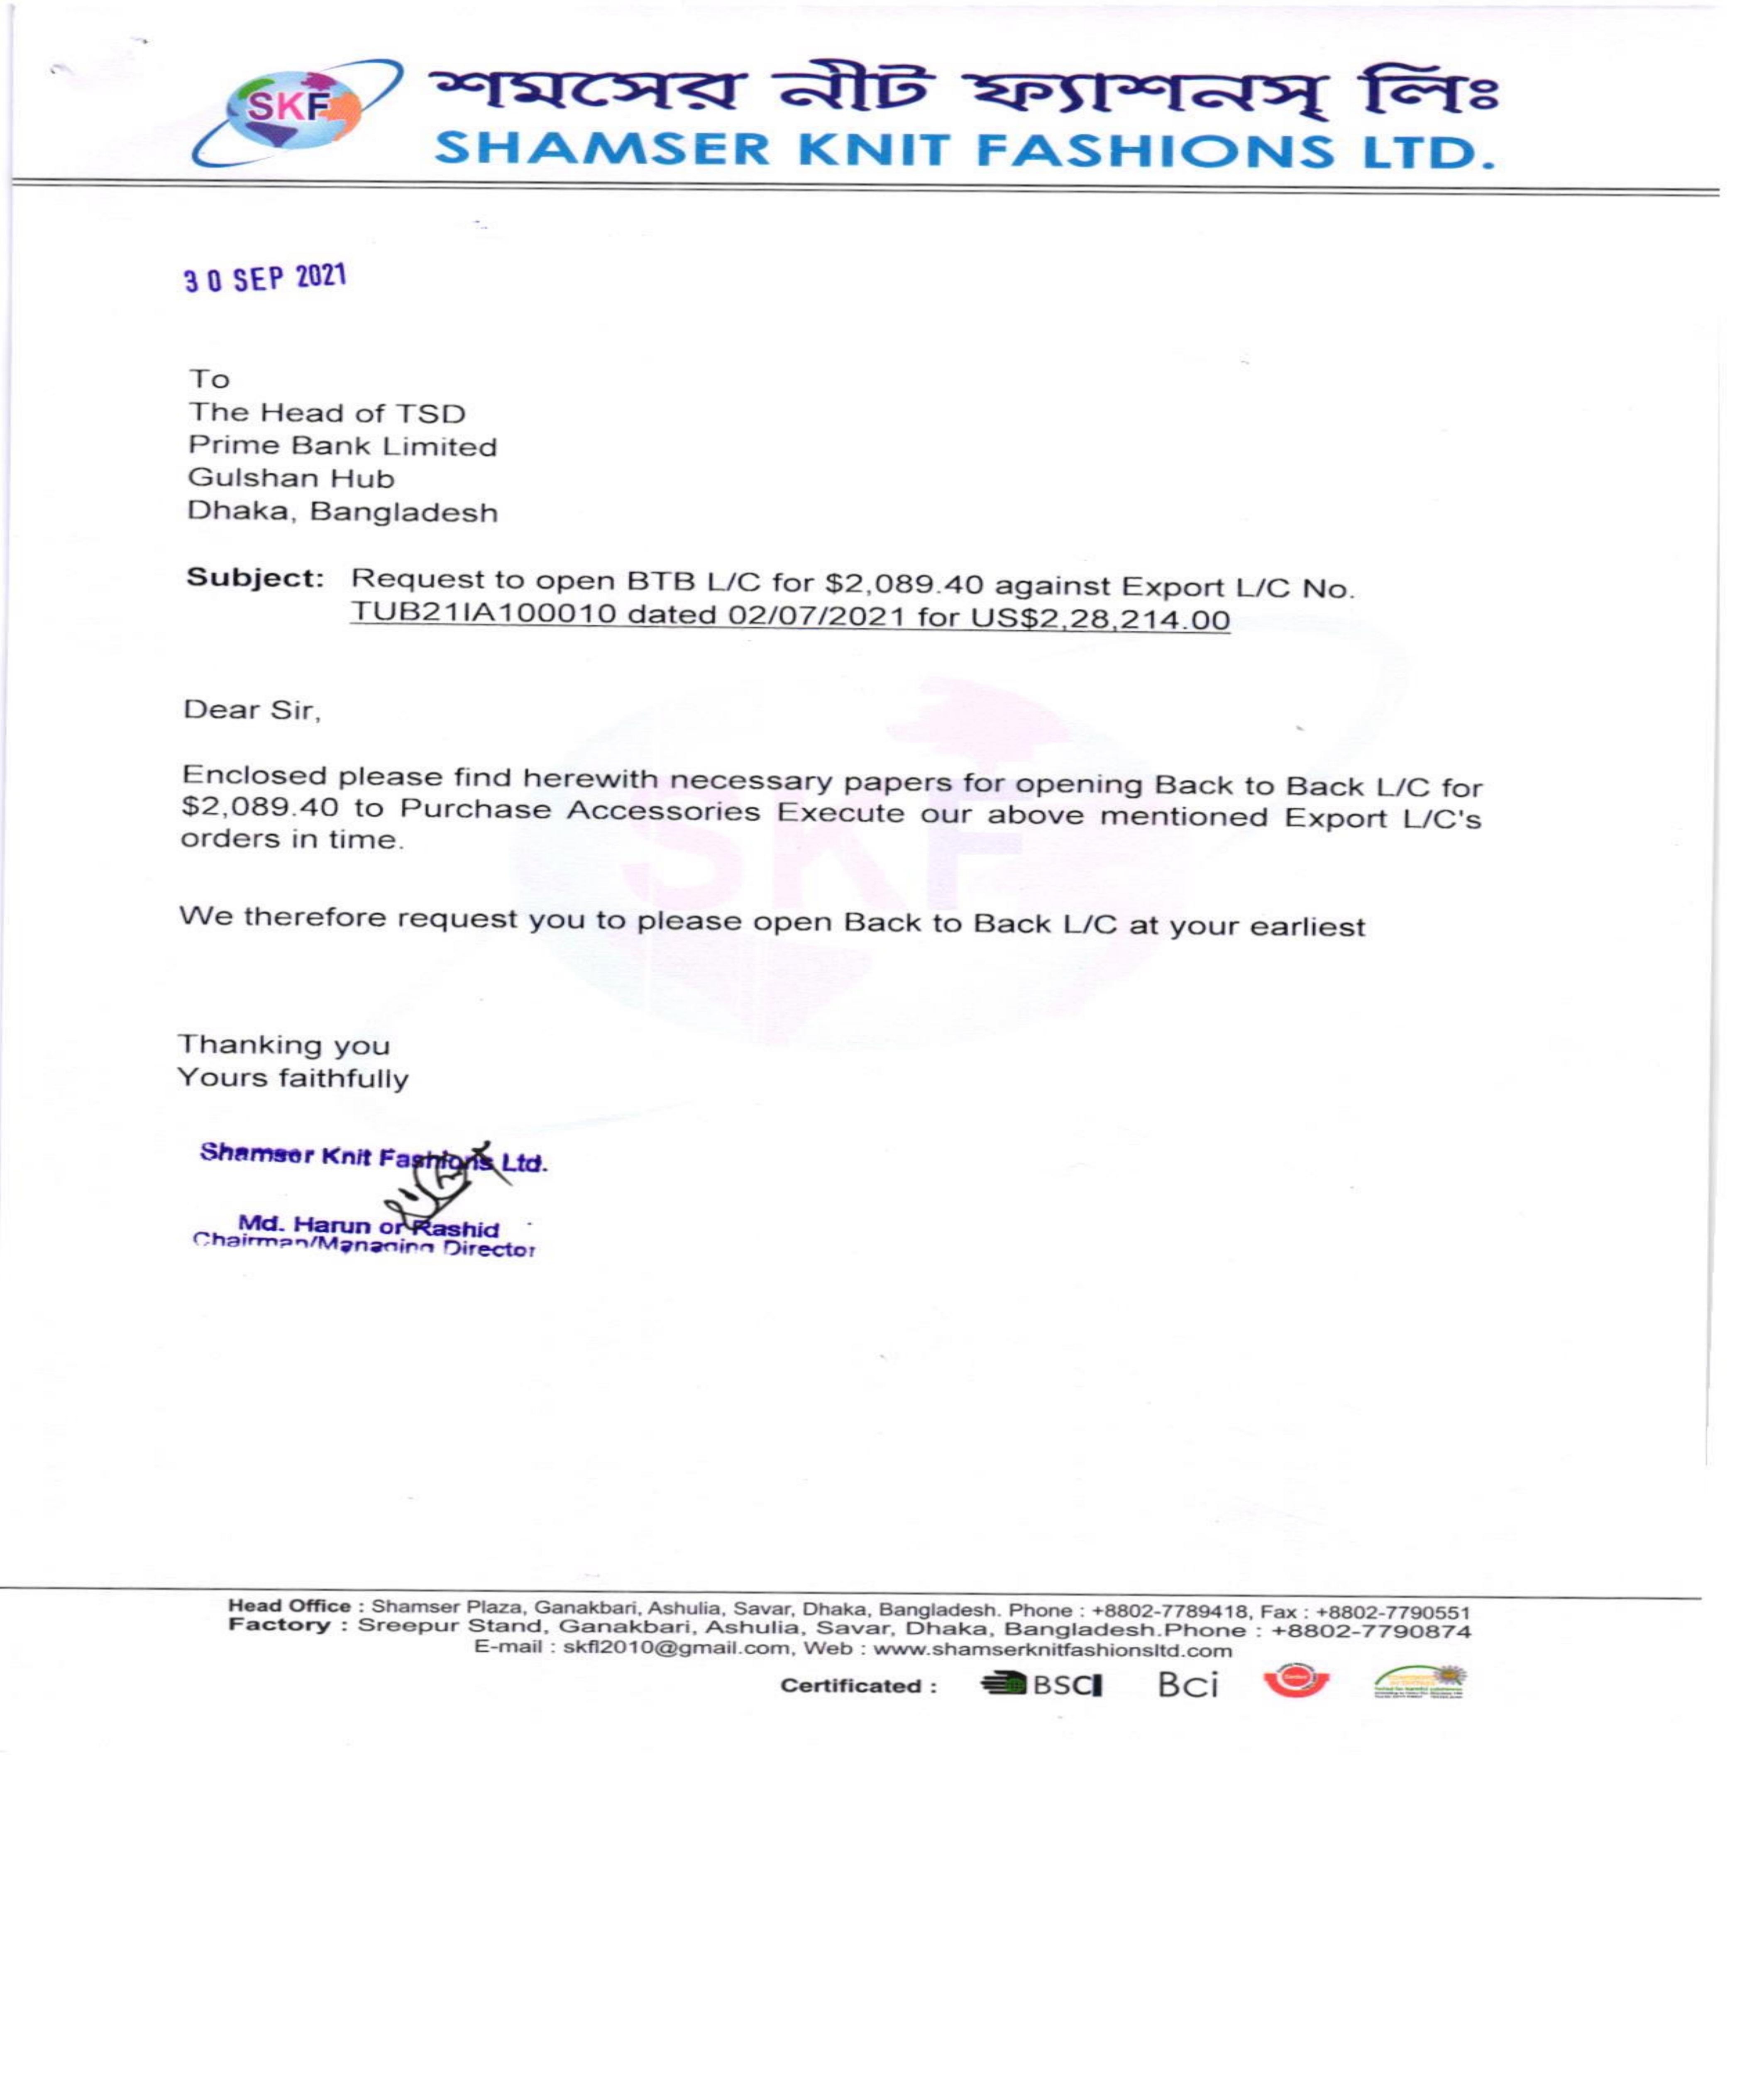 SKF
শমসের নীট ফ্যাশনস্ লিঃ
SHAMSER KNIT FASHIONS LTD.
30 SEP 2021
To
The Head of TSD
Prime Bank Limited
Gulshan Hub
Dhaka, Bangladesh
Subject: Request to open BTB L/C for $2,089.40 against Export L/C No.
TUB21IA100010 dated 02/07/2021 for US$2,28,214.00
Dear Sir,
Enclosed please find herewith necessary papers for opening Back to Back L/C for
$2,089.40 to Purchase Accessories Execute our above mentioned Export L/C's
orders in time.
We therefore request you to please open Back to Back L/C at your earliest
SKF
Thanking you
Yours faithfully
Shamser Knit Fashions Ltd.
Md. Harun or Rashid
Chairman/Managing Director
Head Office : Shamser Plaza, Ganakbari, Ashulia, Savar, Dhaka, Bangladesh. Phone : +8802-7789418, Fax : +8802-7790551
Factory : Sreepur Stand, Ganakbari, Ashulia, Savar, Dhaka, Bangladesh.Phone : +8802-7790874
E-mail : skfl2010@gmail.com, Web : www.shamserknitfashionsltd.com
Certificated : BSCI Bci